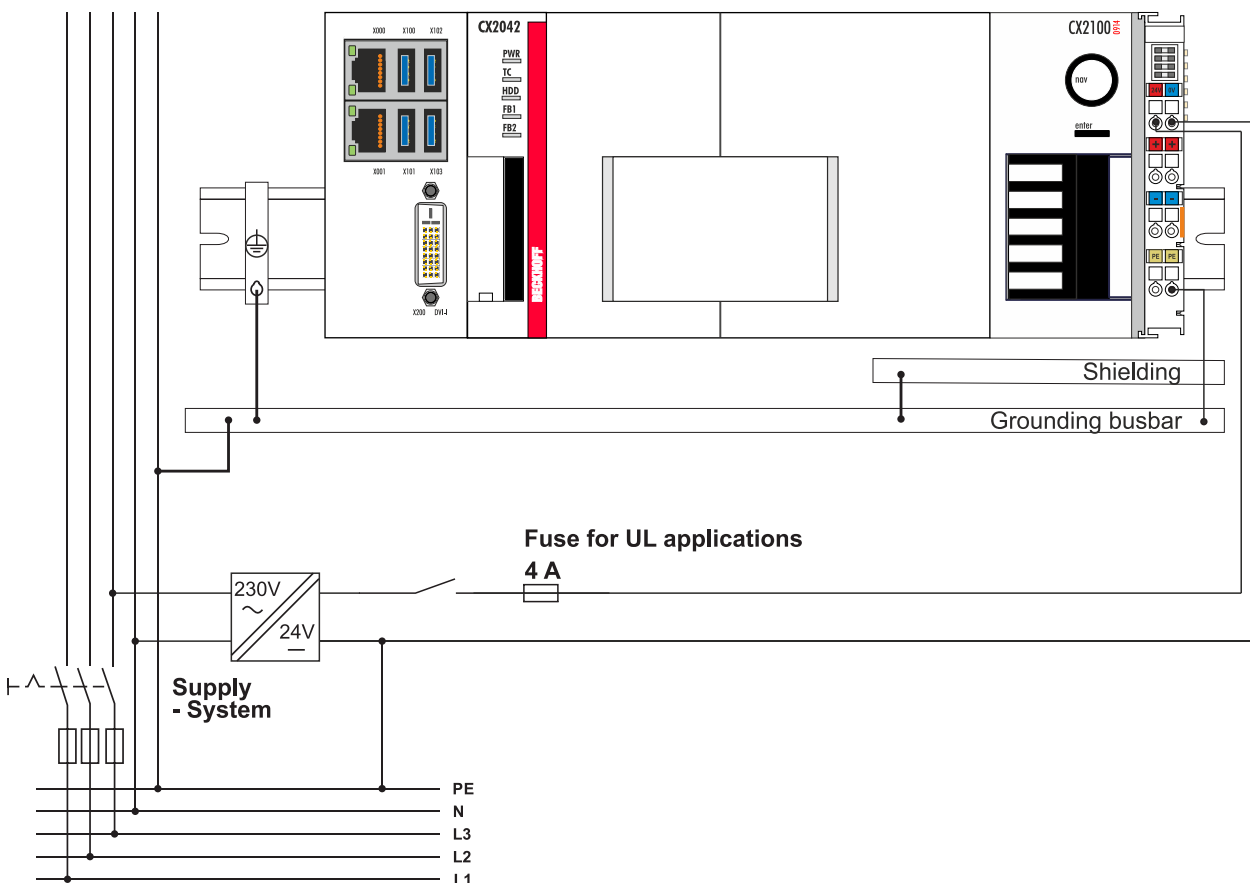 X000 X100 X102
CX2042
PWR
TC
HDD
FB1
FB2
X001 X101 X103
X200 DVI-I
BECKHOFF
CX2100 0914
nav
enter
24V 0V
+ +
- -
PE PE
Shielding
Grounding busbar
Fuse for UL applications
4 A
230V
24V
Supply
- System
PE
N
L3
L2
L1